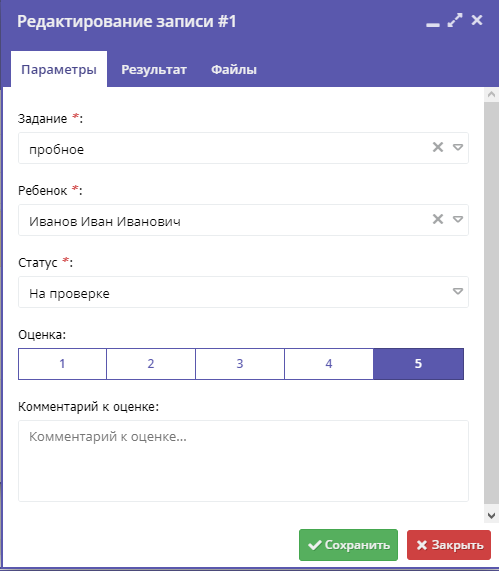 Редактирование записи #1
Параметры Результат Файлы
Задание *:
пробное
Ребенок *:
Иванов Иван Иванович
Статус *:
На проверке
Оценка:
1 2 3 4 5
Комментарий к оценке:
Комментарий к оценке...
Сохранить Закрыть